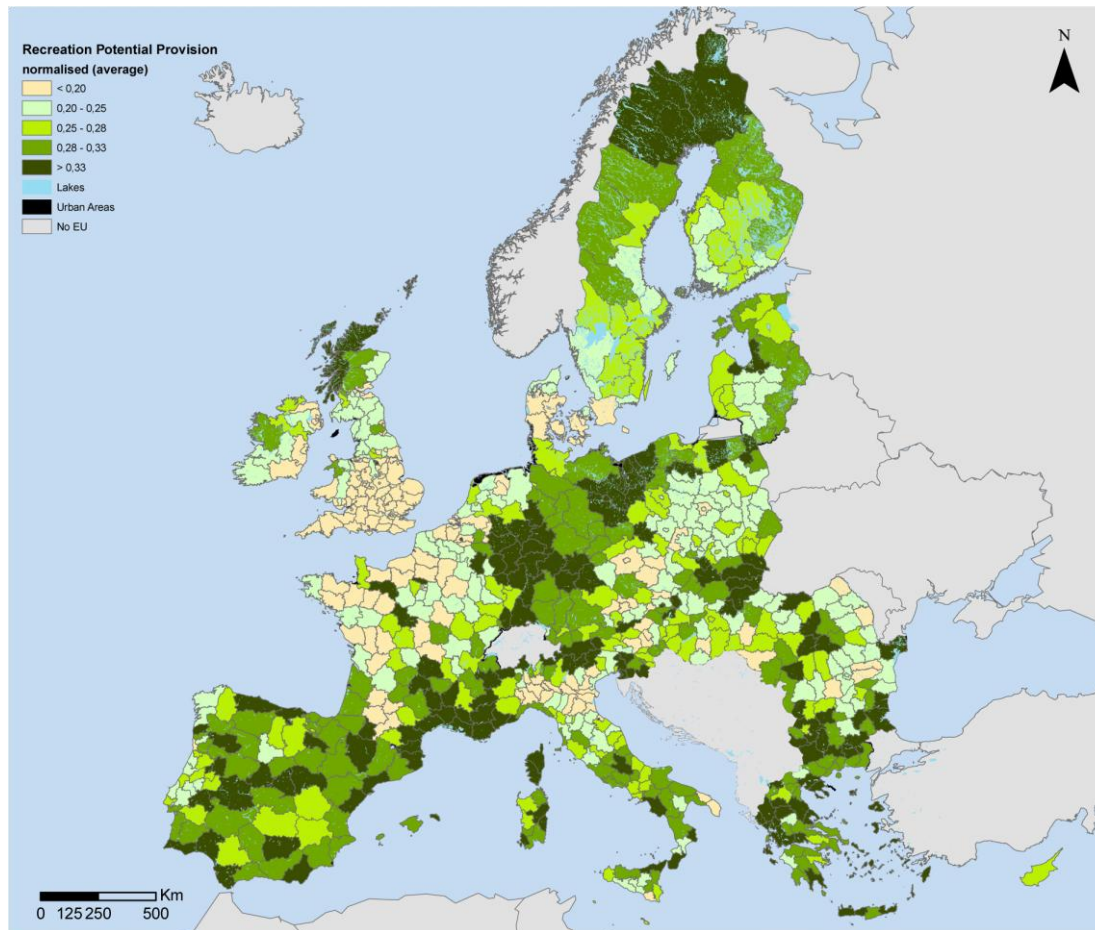 Recreation Potential Provision
normalised (average)
< 0,20
0,20 - 0,25
0,25 - 0,28
0,28 - 0,33
> 0,33
Lakes
Urban Areas
No EU
N
Km
0 125 250 500